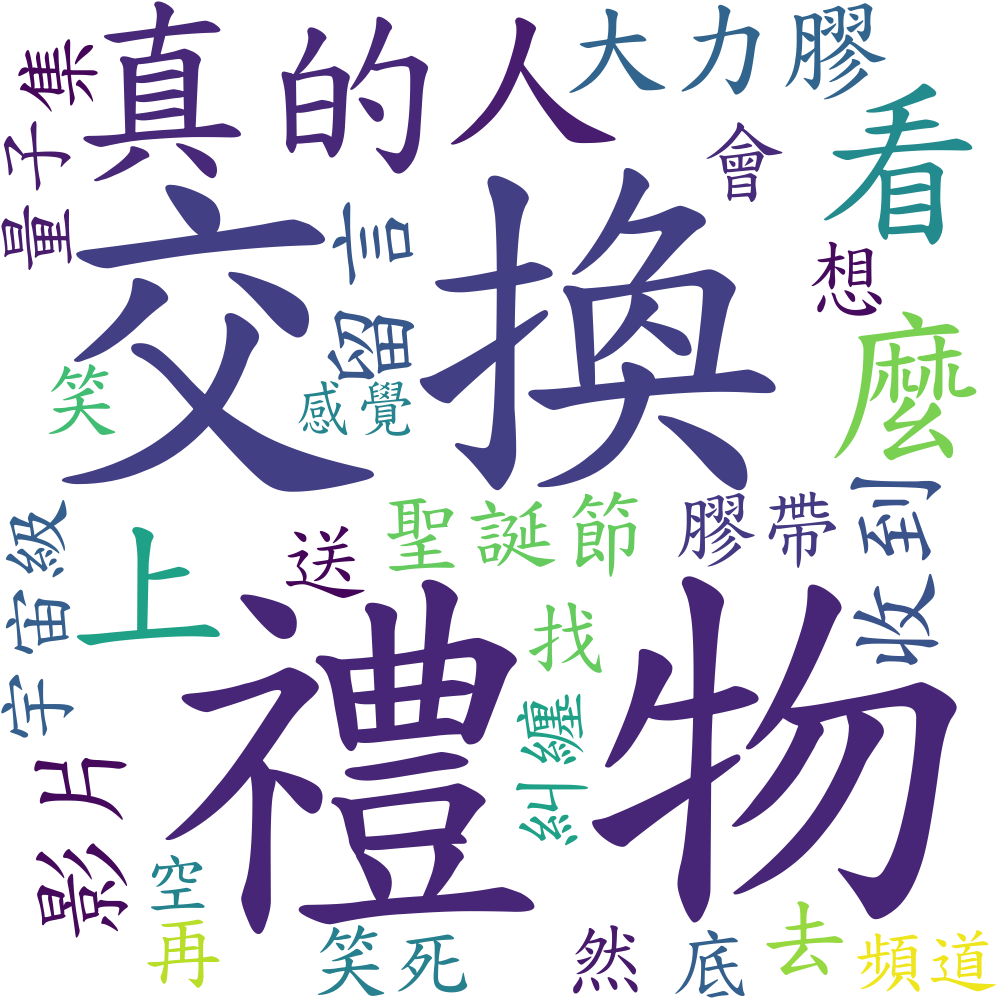 真的人
大力膠
量子集
會
看
交換
留言
想
麼
笑
感覺
聖誕節
膠帶
收到
宇宙級
上
送
禮物
找
糾纏
影片
空
再
笑死
然
底
去
頻道